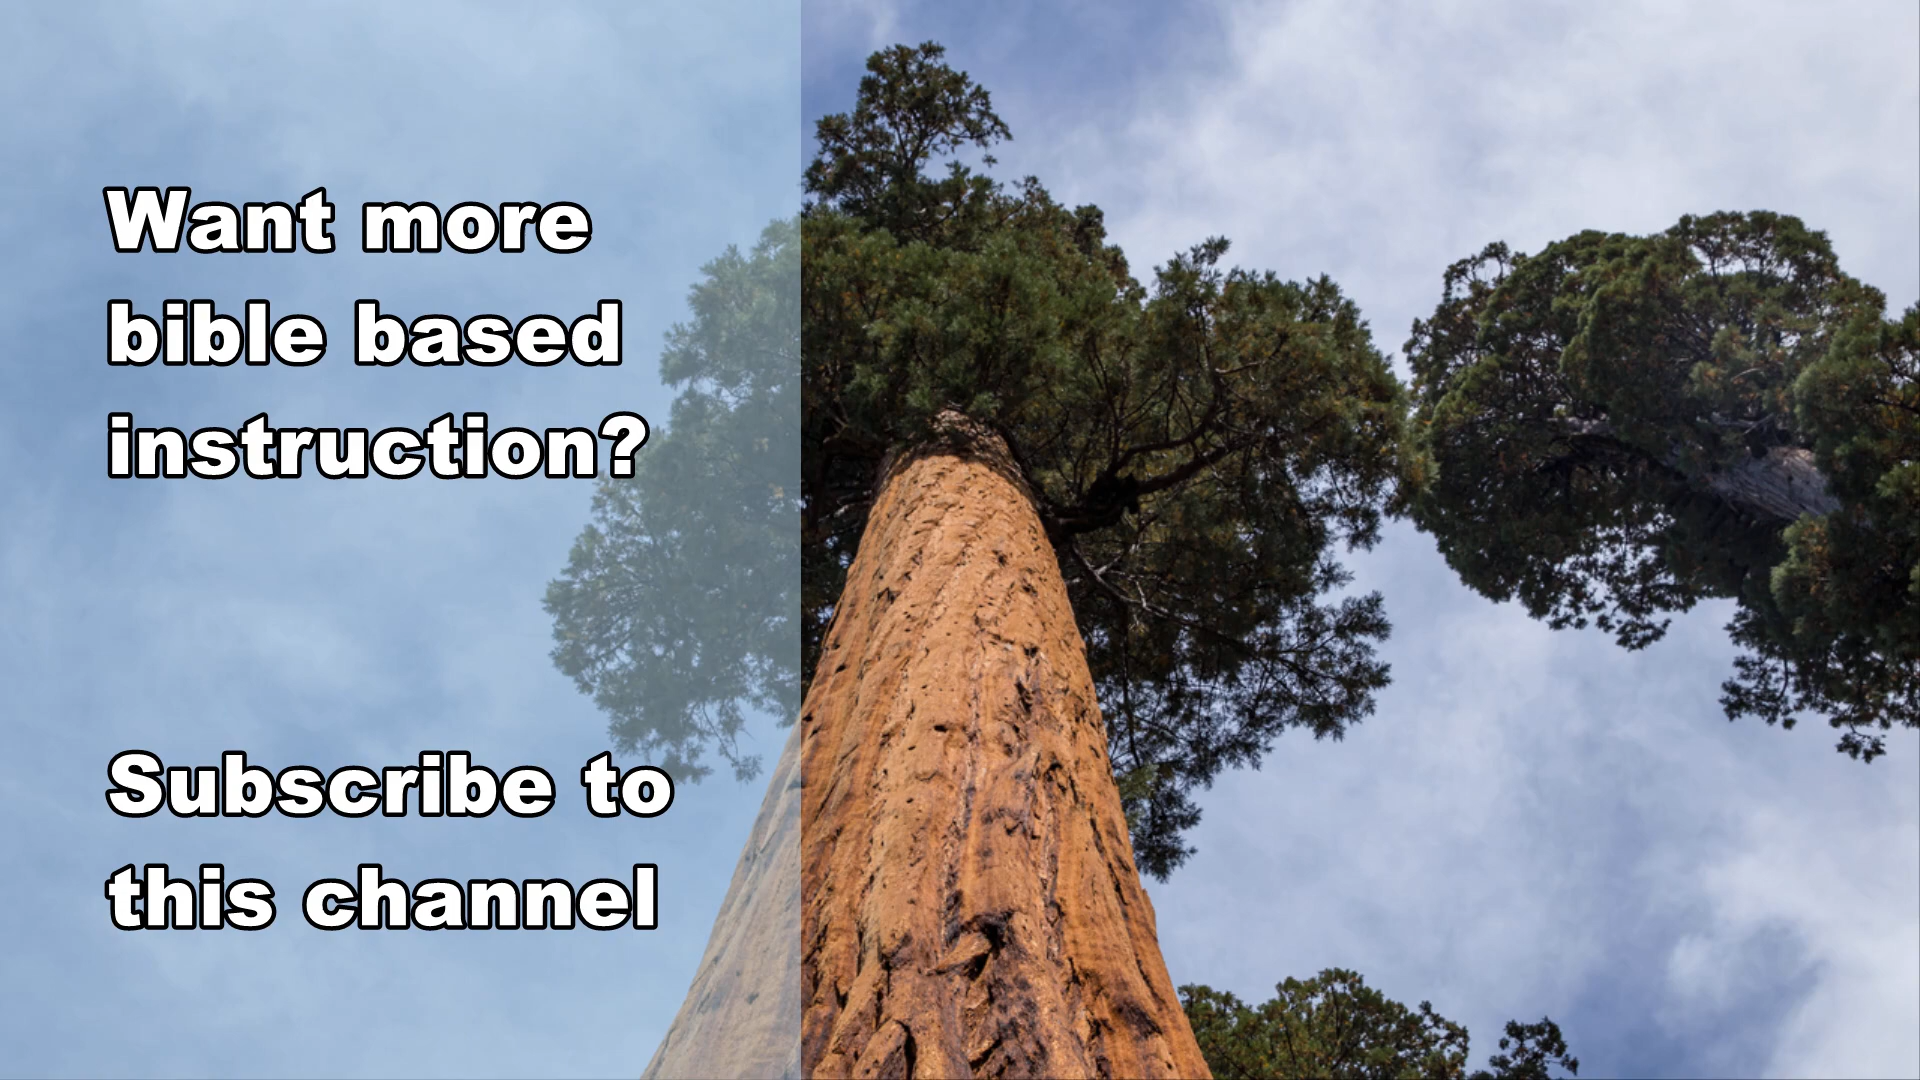 Want more
bible based
instruction?
Subscribe to
this channel